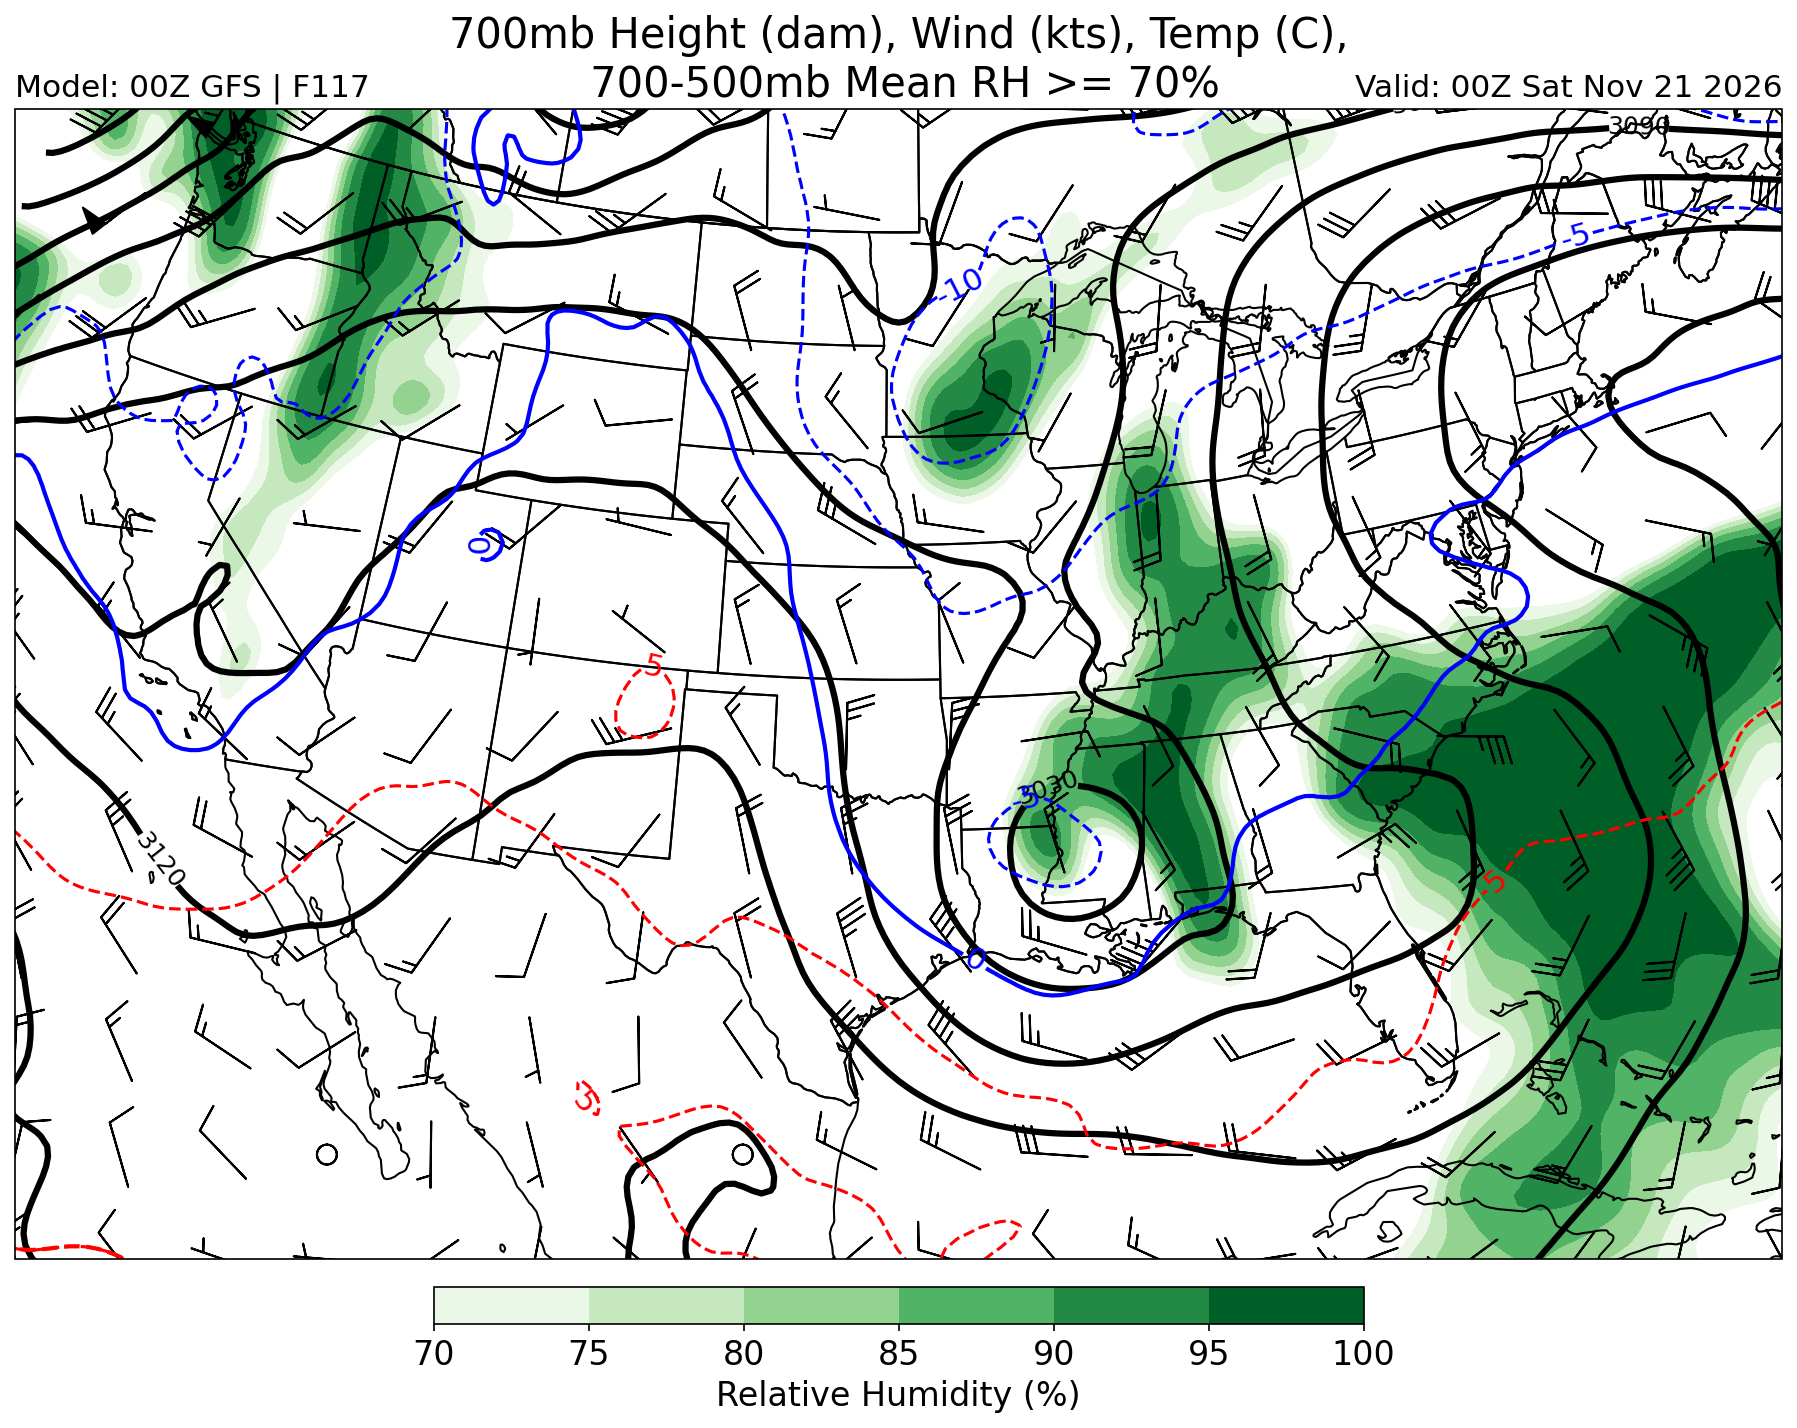 700mb Height (dam), Wind (kts), Temp (C),
Model: 00Z GFS | F117
700-500mb Mean RH >= 70%
Valid: 00Z Sat Nov 21 2026
3090
-5
-10
0
5
3030
-5
3120
-5
0
-5
70 75 80 85 90 95 100
Relative Humidity (%)